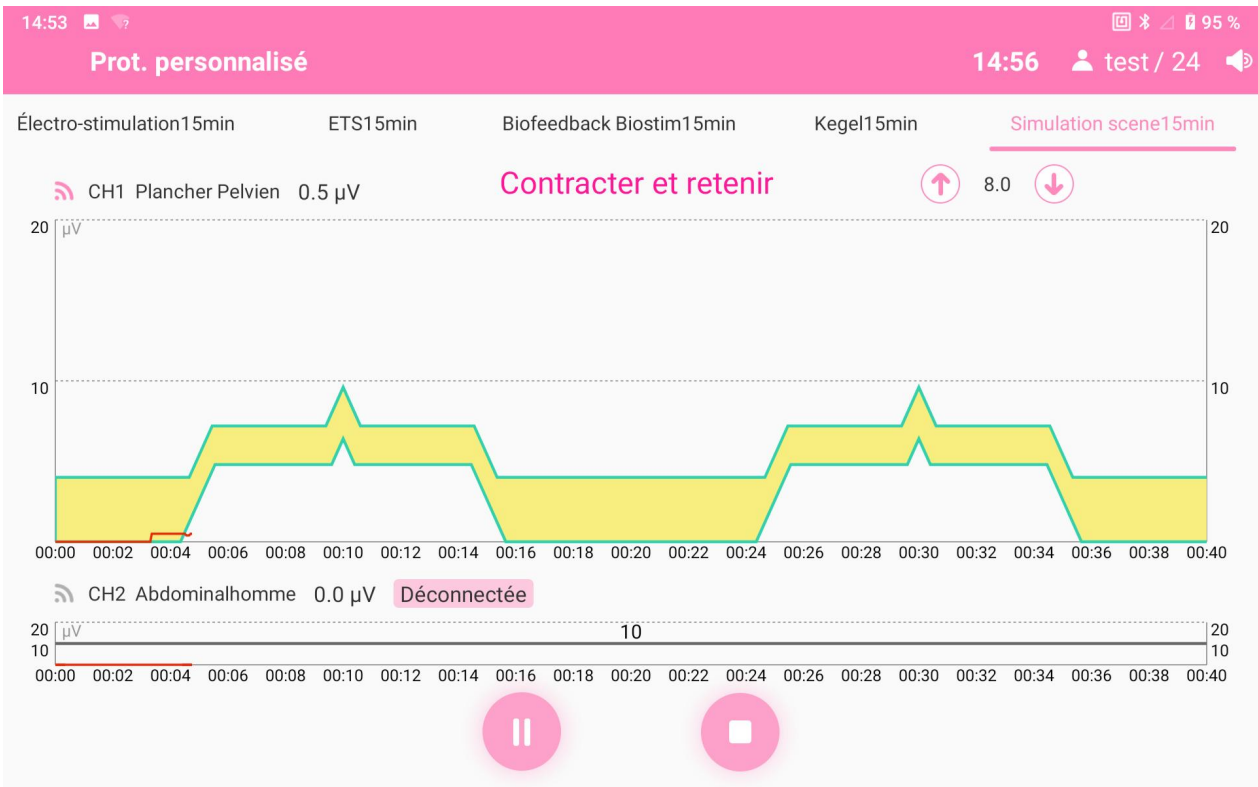 14:53 95 %
Prot. personnalisé 14:56 test / 24
Électro-stimulation15min ETS15min Biofeedback Biostim15min Kegel15min Simulation scene15min
CH1 Plancher Pelvien 0.5 µV Contracter et retenir 8.0
20 µV 20
10 10
00:00 00:02 00:04 00:06 00:08 00:10 00:12 00:14 00:16 00:18 00:20 00:22 00:24 00:26 00:28 00:30 00:32 00:34 00:36 00:38 00:40
CH2 Abdominalhomme 0.0 µV Déconnectée
20 µV 10 20
10 10
00:00 00:02 00:04 00:06 00:08 00:10 00:12 00:14 00:16 00:18 00:20 00:22 00:24 00:26 00:28 00:30 00:32 00:34 00:36 00:38 00:40